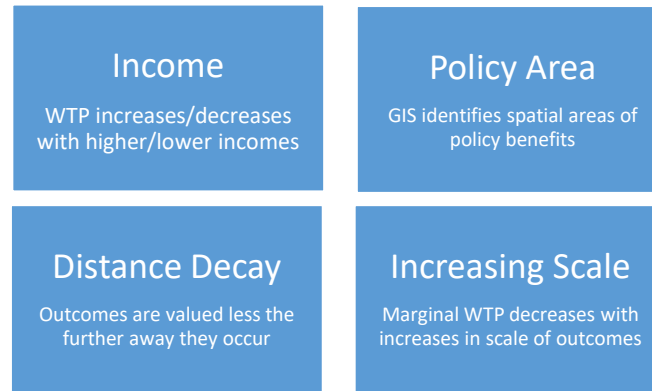 Income
WTP increases/decreases
with higher/lower incomes
Policy Area
GIS identifies spatial areas of
policy benefits
Distance Decay
Outcomes are valued less the
further away they occur
Increasing Scale
Marginal WTP decreases with
increases in scale of outcomes